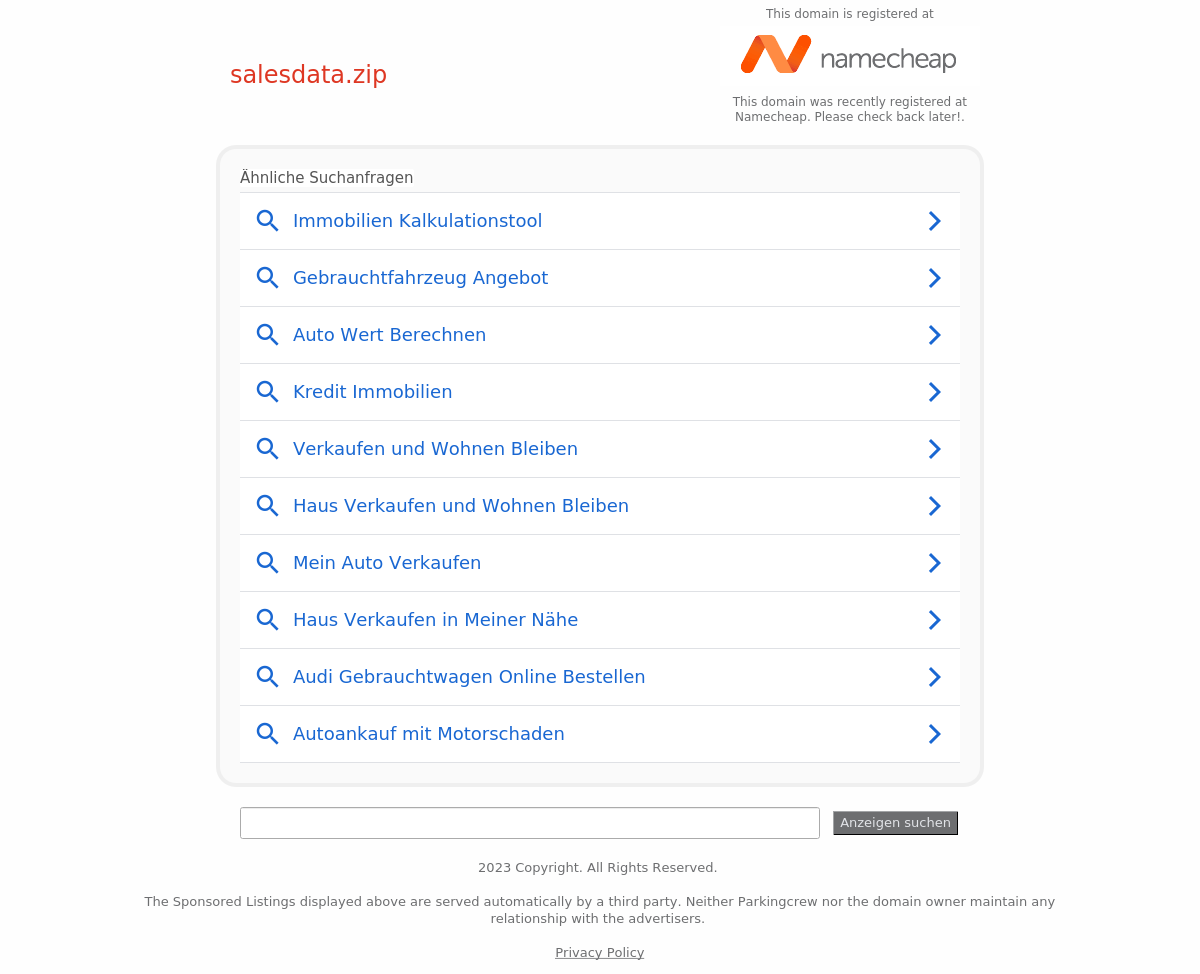 This domain is registered at
namecheap
salesdata.zip
This domain was recently registered at
Namecheap. Please check back later!.
Ähnliche Suchanfragen
Immobilien Kalkulationstool
Gebrauchtfahrzeug Angebot
Auto Wert Berechnen
Kredit Immobilien
Verkaufen und Wohnen Bleiben
Haus Verkaufen und Wohnen Bleiben
Mein Auto Verkaufen
Haus Verkaufen in Meiner Nähe
Audi Gebrauchtwagen Online Bestellen
Autoankauf mit Motorschaden
Anzeigen suchen
2023 Copyright. All Rights Reserved.
The Sponsored Listings displayed above are served automatically by a third party. Neither Parkingcrew nor the domain owner maintain any
relationship with the advertisers.
Privacy Policy